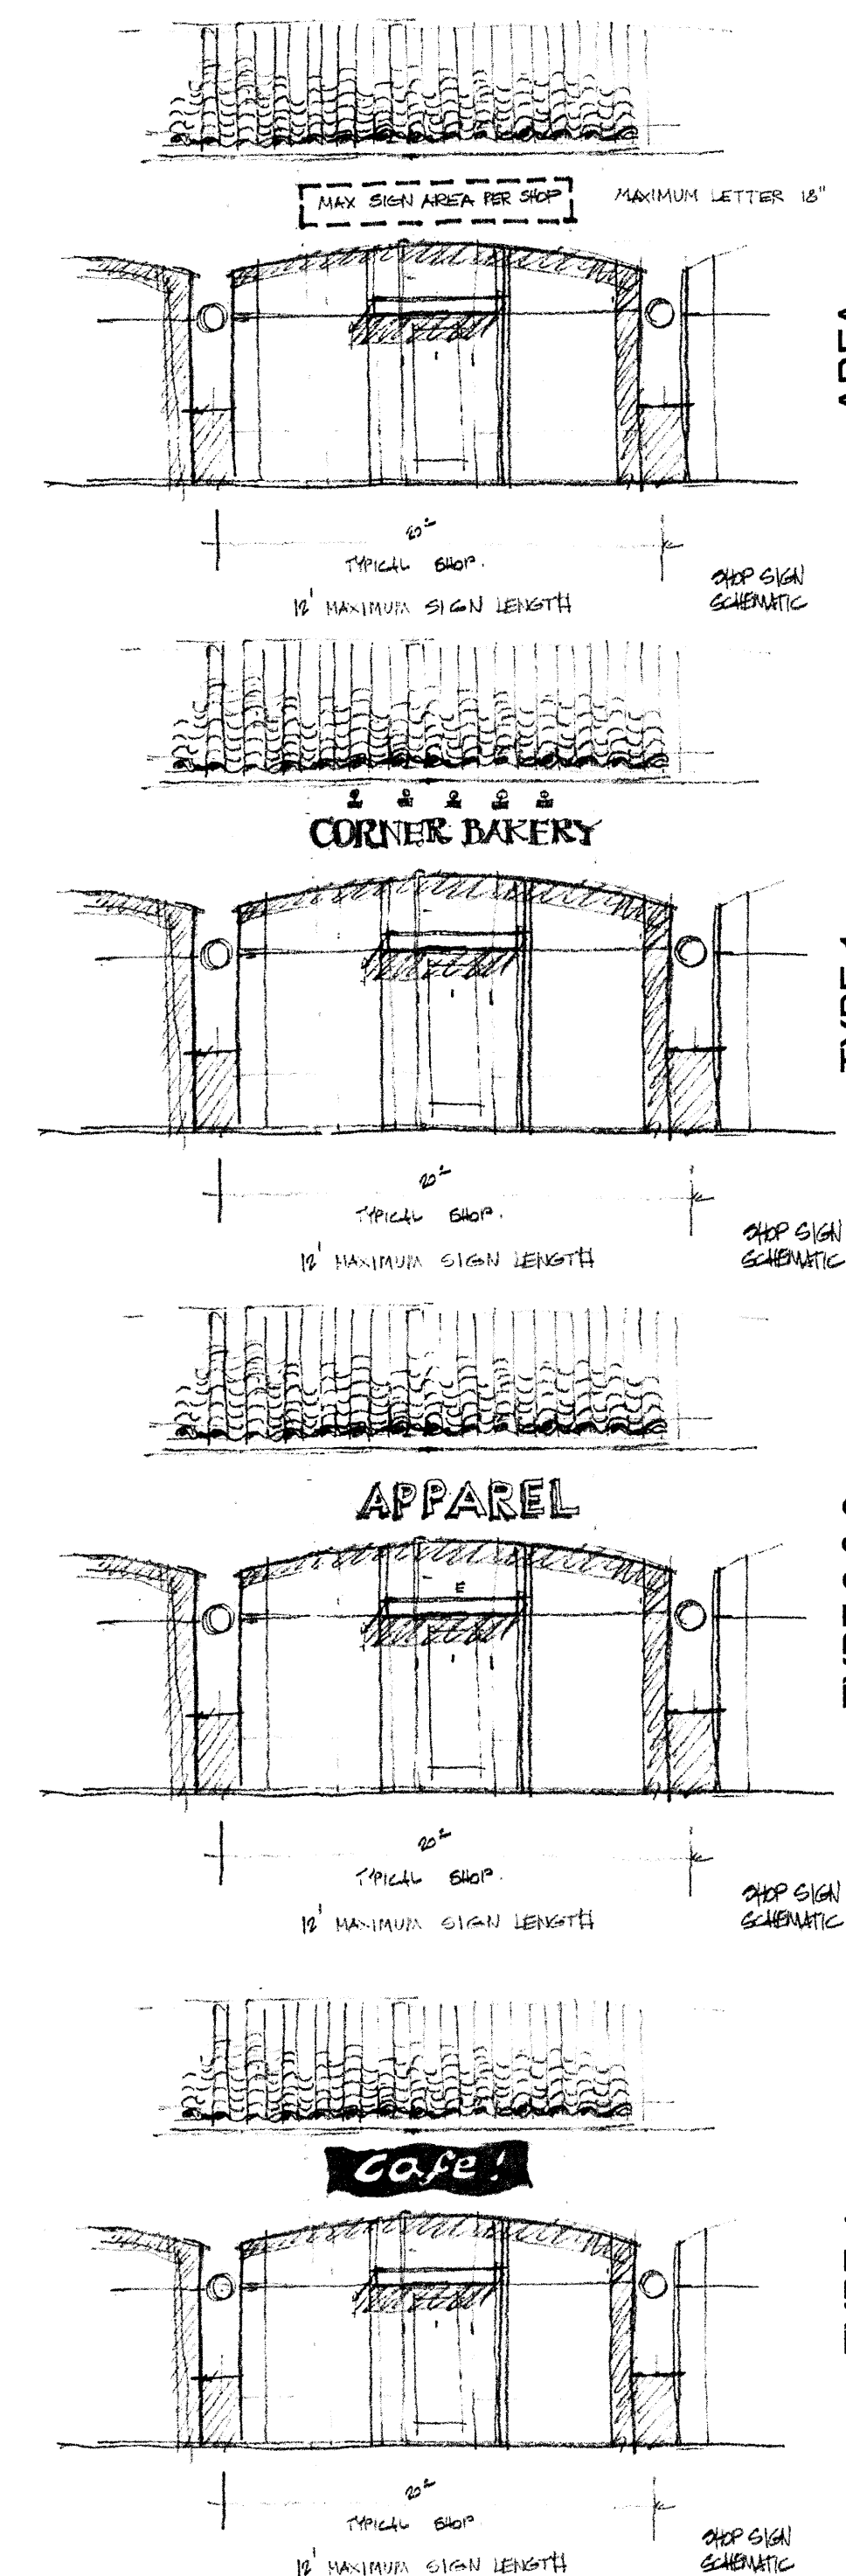 MAX SIGN AREA PER SHOP
MAXIMUM LETTER 18"
AREA
20'±
TYPICAL SHOP.
12' MAXIMUM SIGN LENGTH
SHOP SIGN
SCHEMATIC
CORNER BAKERY
20'±
TYPICAL SHOP.
12' MAXIMUM SIGN LENGTH
SHOP SIGN
SCHEMATIC
APPAREL
E
20'±
TYPICAL SHOP.
12' MAXIMUM SIGN LENGTH
SHOP SIGN
SCHEMATIC
Cafe!
20'±
TYPICAL SHOP.
12' MAXIMUM SIGN LENGTH
SHOP SIGN
SCHEMATIC